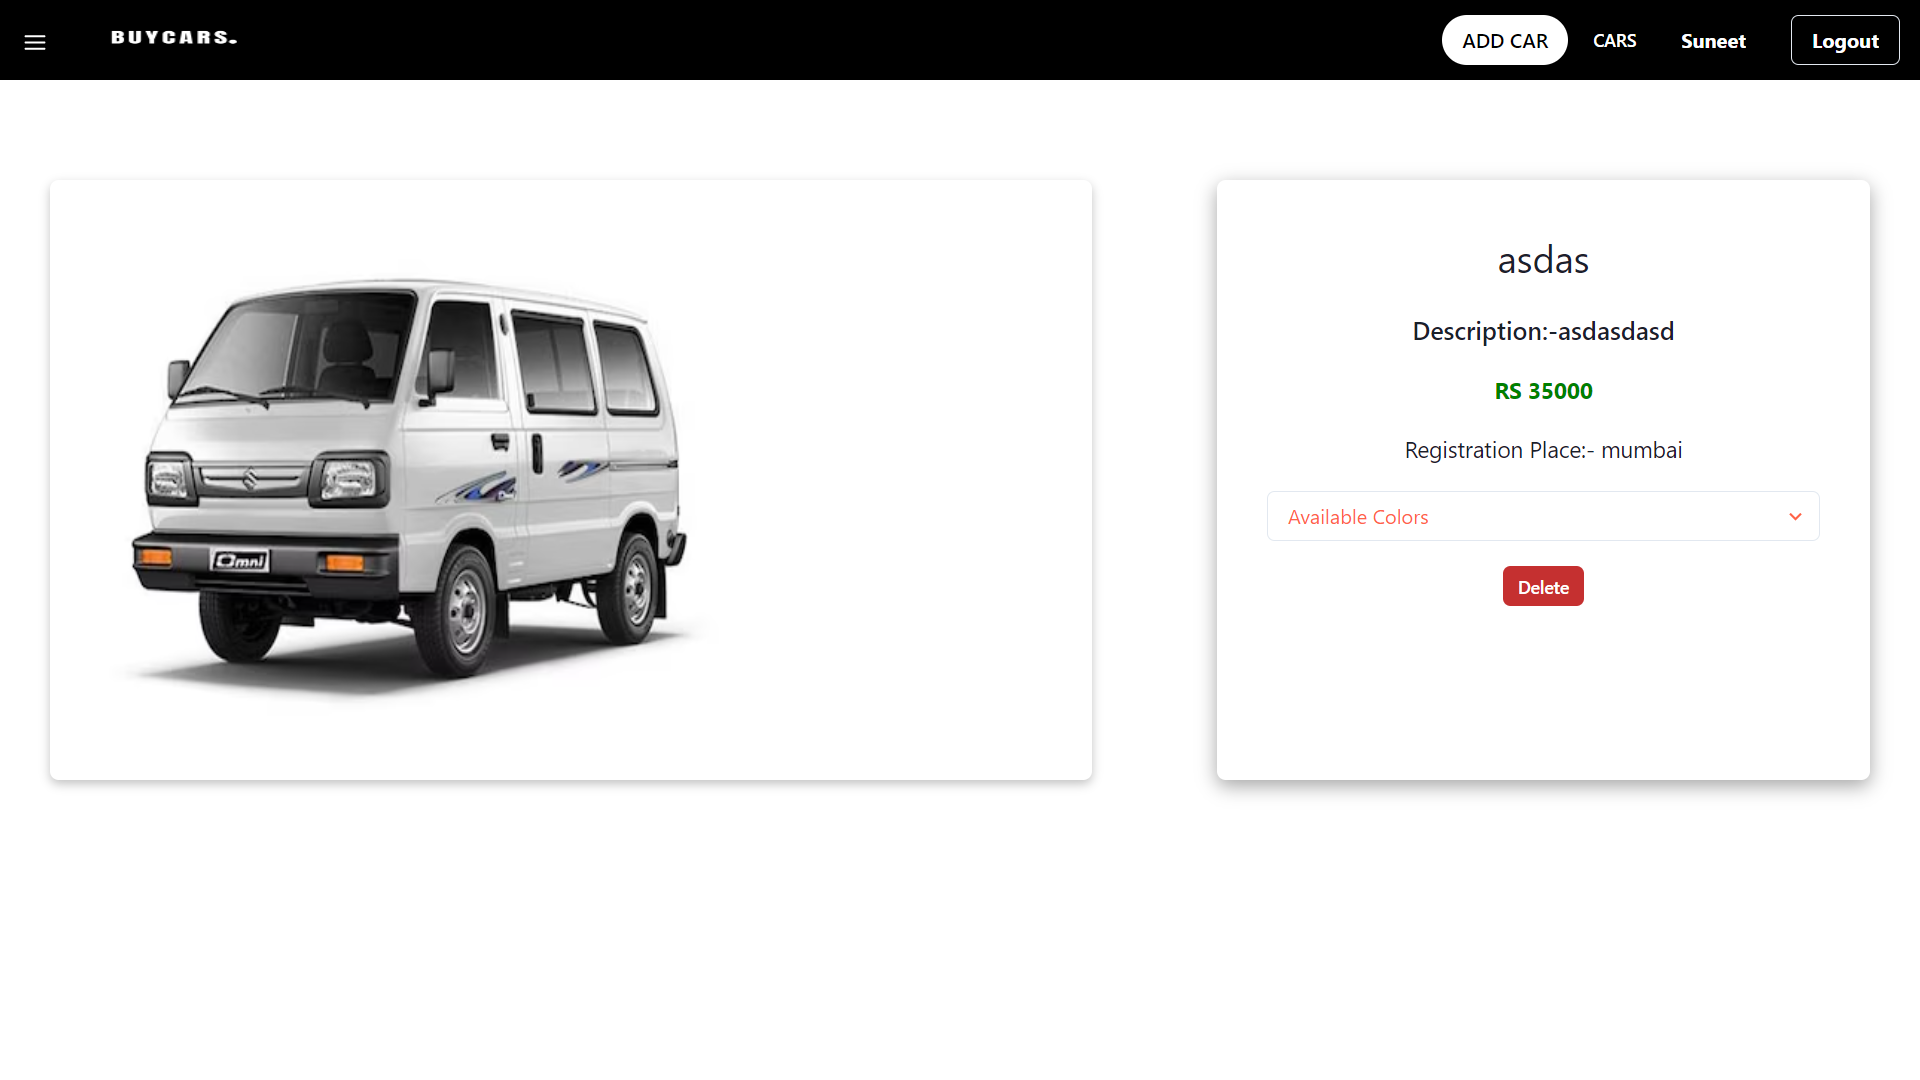 BUYCARS.
ADD CAR
CARS
Suneet
Logout
Omni
asdas
Description:-asdasdasd
RS 35000
Registration Place:- mumbai
Available Colors
Delete